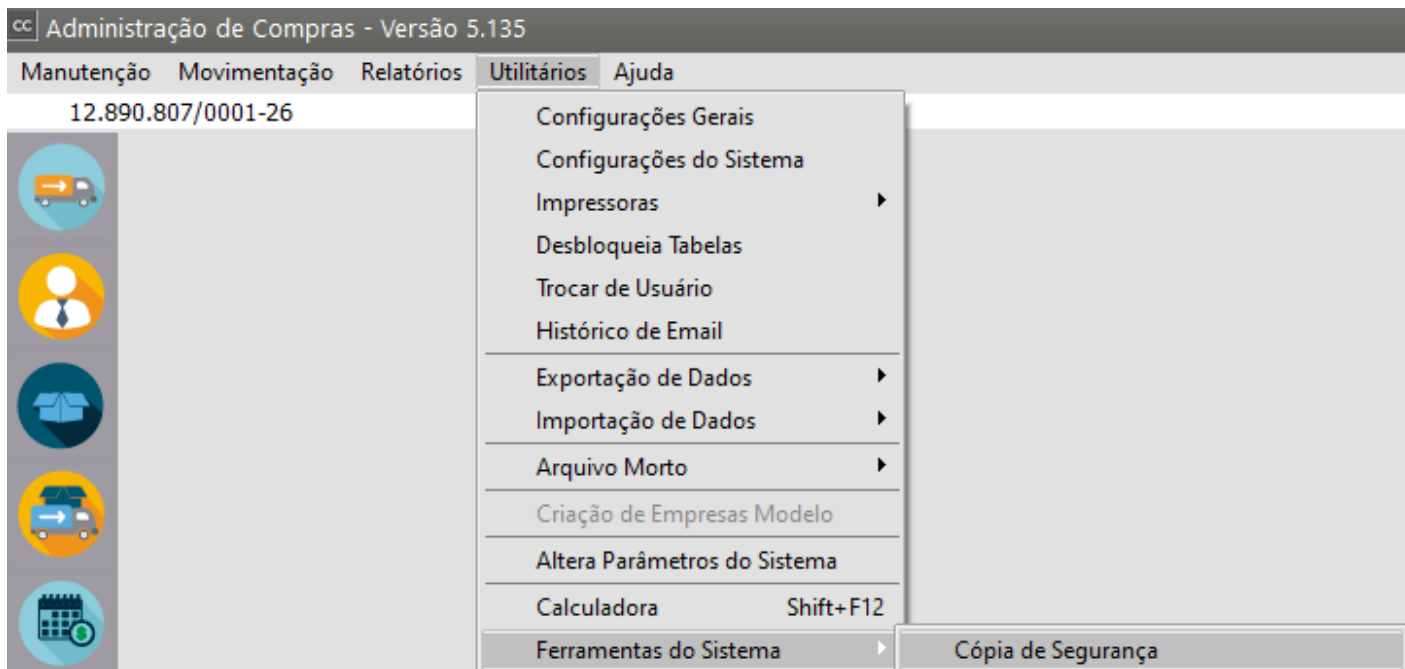 cc Administração de Compras - Versão 5.135
Manutenção Movimentação Relatórios Utilitários Ajuda
12.890.807/0001-26
Configurações Gerais
Configurações do Sistema
Impressoras
Desbloqueia Tabelas
Trocar de Usuário
Histórico de Email
Exportação de Dados
Importação de Dados
Arquivo Morto
Criação de Empresas Modelo
Altera Parâmetros do Sistema
Calculadora Shift+F12
Ferramentas do Sistema Cópia de Segurança